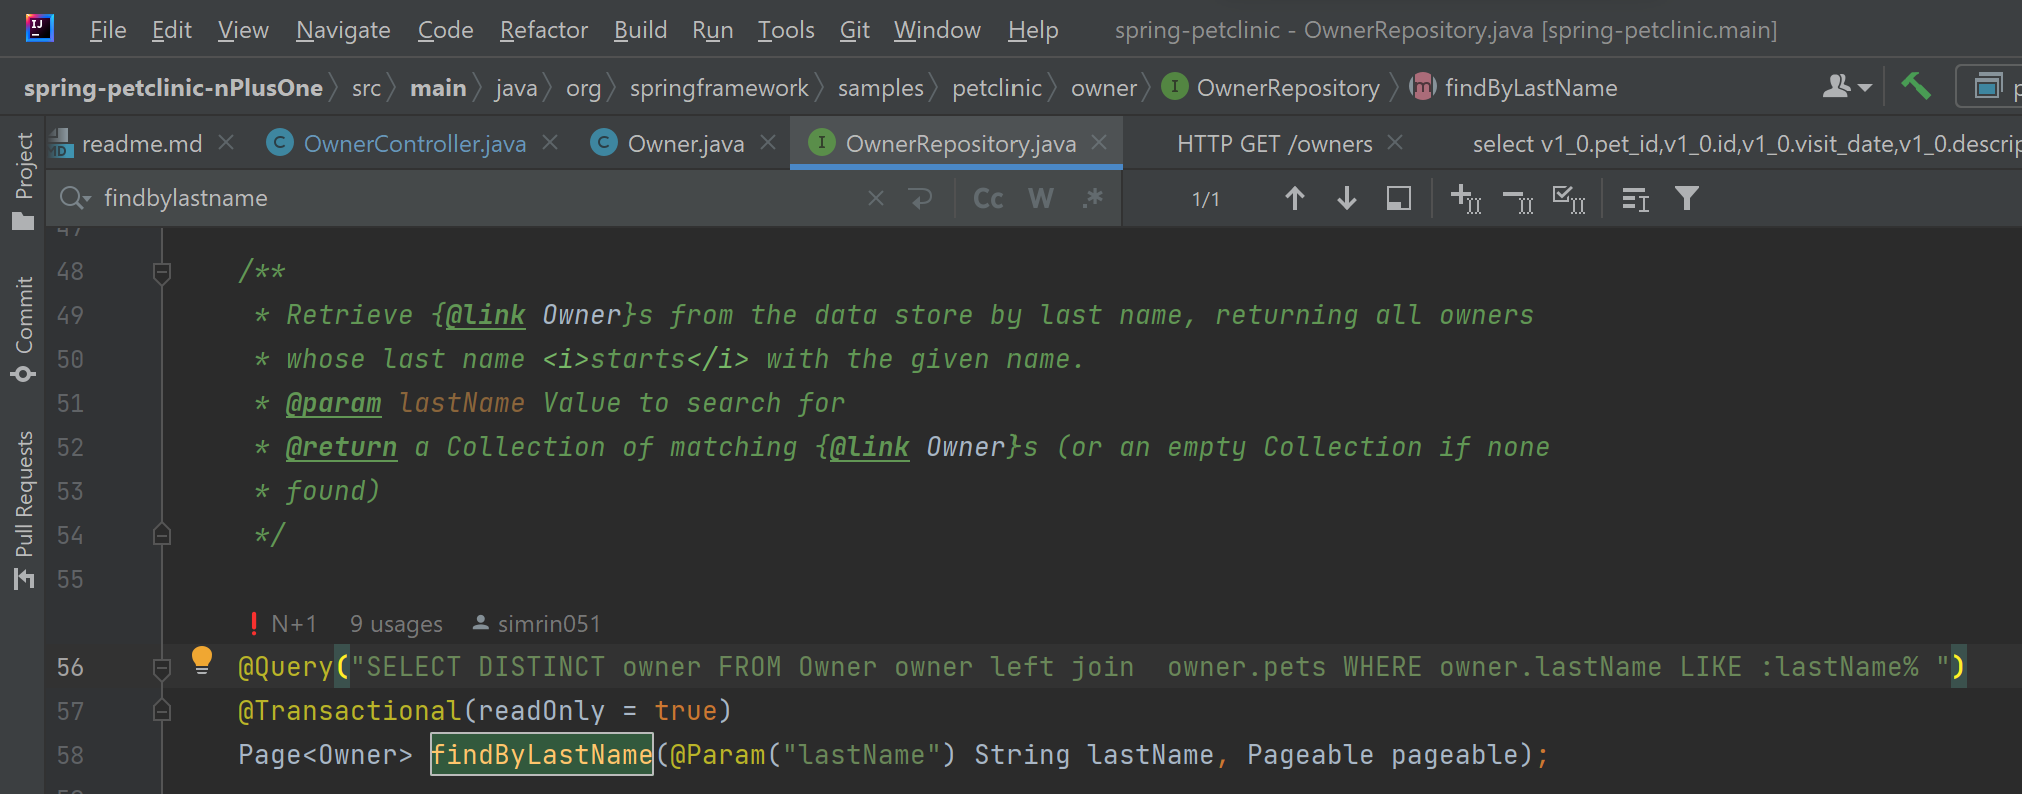 File Edit View Navigate Code Refactor Build Run Tools Git Window Help spring-petclinic - OwnerRepository.java [spring-petclinic.main]
spring-petclinic-nPlusOne src main java org springframework samples petclinic owner I OwnerRepository m findByLastName p
readme.md C OwnerController.java C Owner.java I OwnerRepository.java HTTP GET /owners select v1_0.pet_id,v1_0.id,v1_0.visit_date,v1_0.descrip
findbylastname Cc W .* 1/1
Project
Commit
Pull Requests
47
48 /**
49 * Retrieve {@link Owner}s from the data store by last name, returning all owners
50 * whose last name <i>starts</i> with the given name.
51 * @param lastName Value to search for
52 * @return a Collection of matching {@link Owner}s (or an empty Collection if none
53 * found)
54 */
55
N+1 9 usages simrin051
56 @Query("SELECT DISTINCT owner FROM Owner owner left join  owner.pets WHERE owner.lastName LIKE :lastName% ")
57 @Transactional(readOnly = true)
58 Page<Owner> findByLastName(@Param("lastName") String lastName, Pageable pageable);